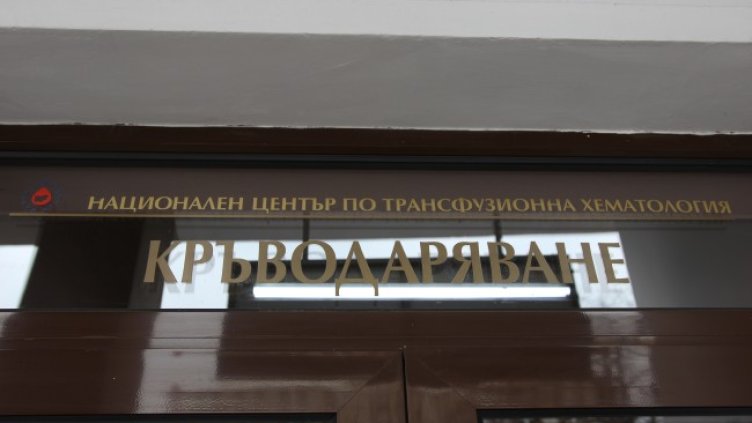 НАЦИОНАЛЕН ЦЕНТЪР ПО ТРАНСФУЗИОННА ХЕМАТОЛОГИЯ
КРЪВОДАРЯВАНЕ